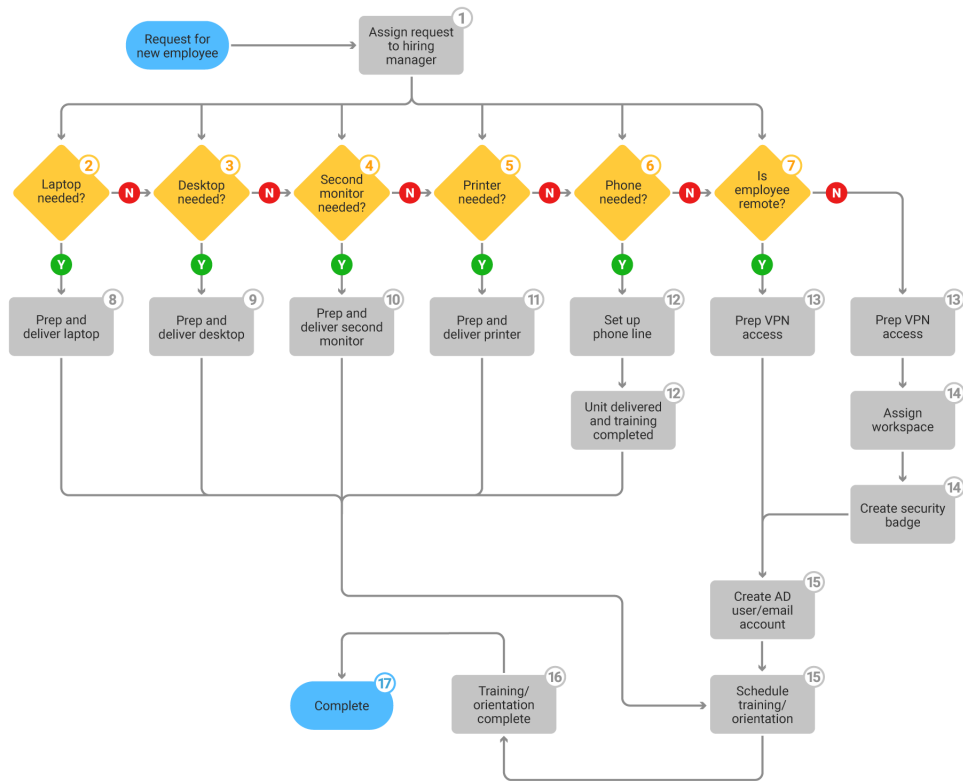 Request for
new employee
1
Assign request
to hiring
manager
2
Laptop
needed?
N
3
Desktop
needed?
N
4
Second
monitor
needed?
N
5
Printer
needed?
N
6
Phone
needed?
N
7
Is
employee
remote?
N
Y
Y
Y
Y
Y
Y
8
Prep and
deliver laptop
9
Prep and
deliver desktop
10
Prep and
deliver second
monitor
11
Prep and
deliver printer
12
Set up
phone line
13
Prep VPN
access
13
Prep VPN
access
12
Unit delivered
and training
completed
14
Assign
workspace
14
Create security
badge
15
Create AD
user/email
account
17
Complete
16
Training/
orientation
complete
15
Schedule
training/
orientation